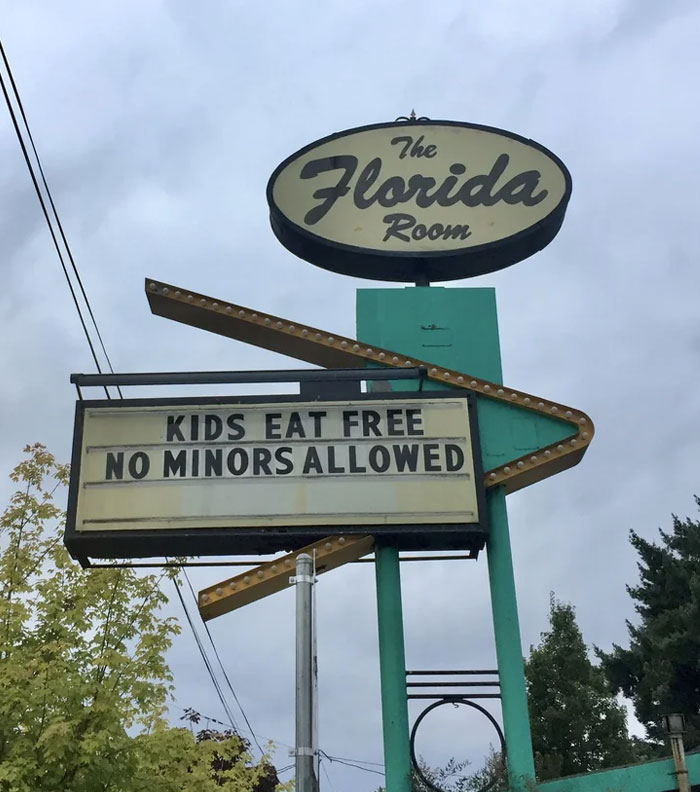 The
Florida
Room
KIDS EAT FREE
NO MINORS ALLOWED